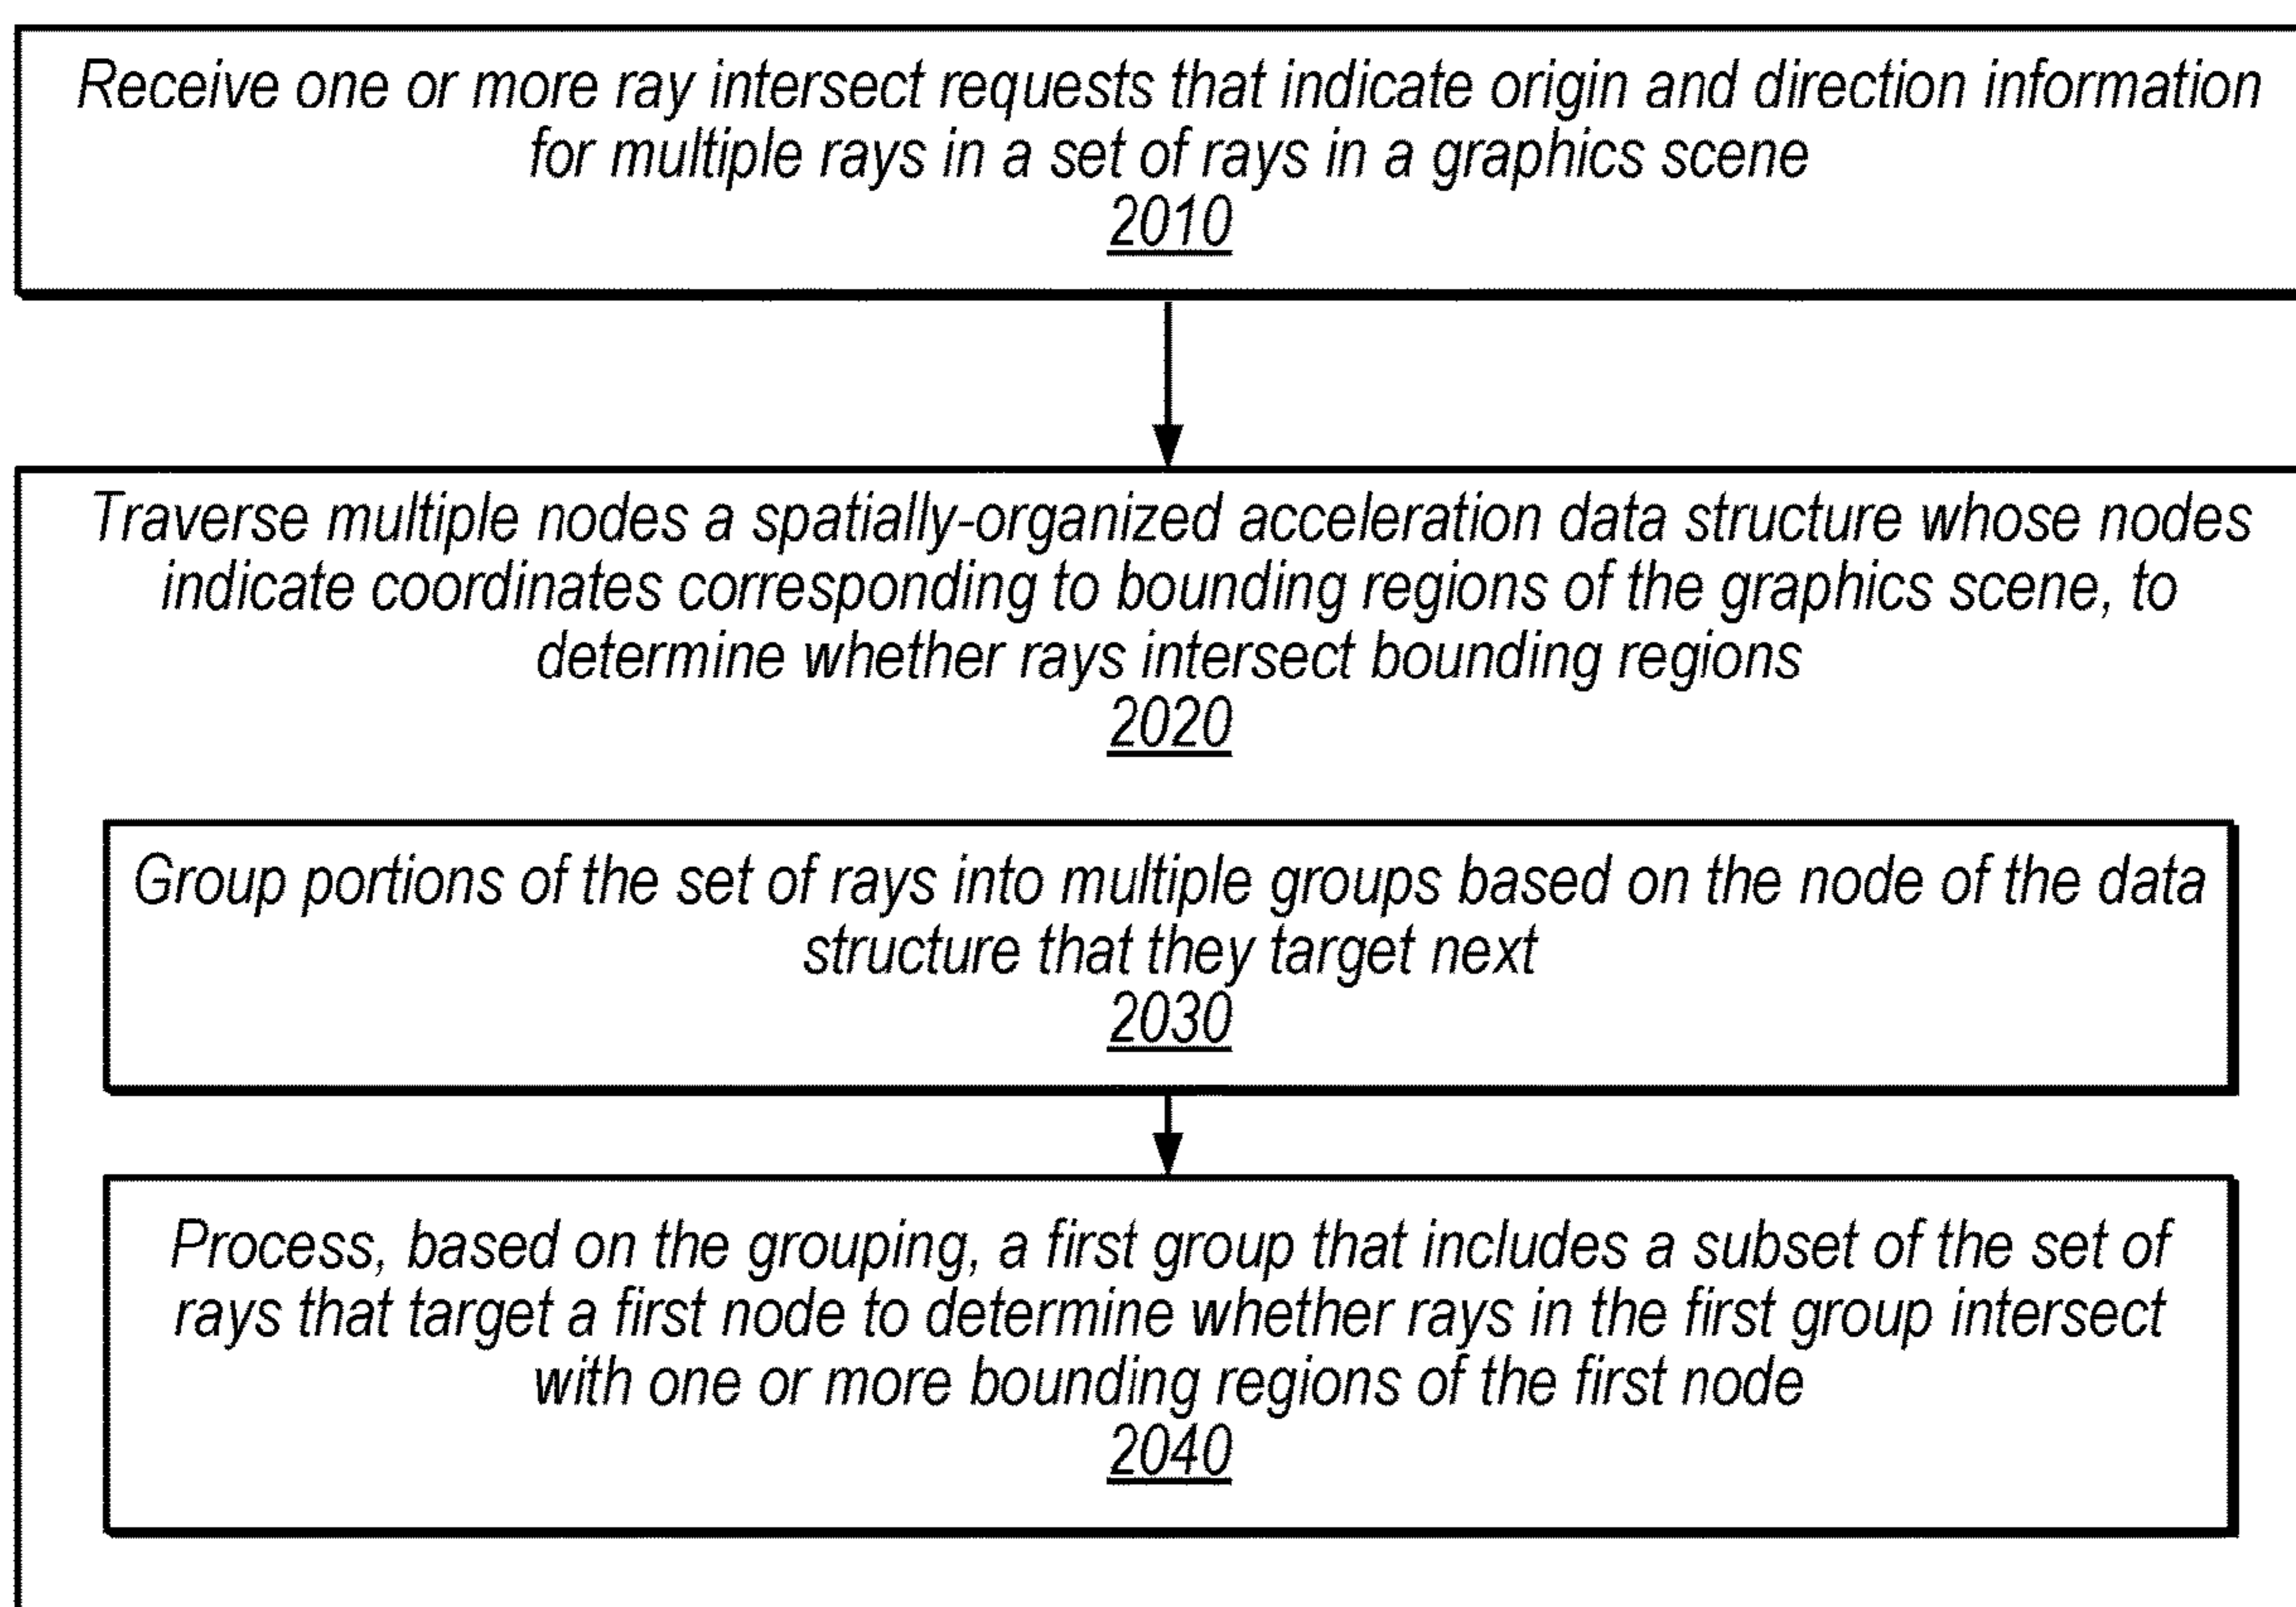 Receive one or more ray intersect requests that indicate origin and direction information
for multiple rays in a set of rays in a graphics scene
2010
Traverse multiple nodes a spatially-organized acceleration data structure whose nodes
indicate coordinates corresponding to bounding regions of the graphics scene, to
determine whether rays intersect bounding regions
2020
Group portions of the set of rays into multiple groups based on the node of the data
structure that they target next
2030
Process, based on the grouping, a first group that includes a subset of the set of
rays that target a first node to determine whether rays in the first group intersect
with one or more bounding regions of the first node
2040